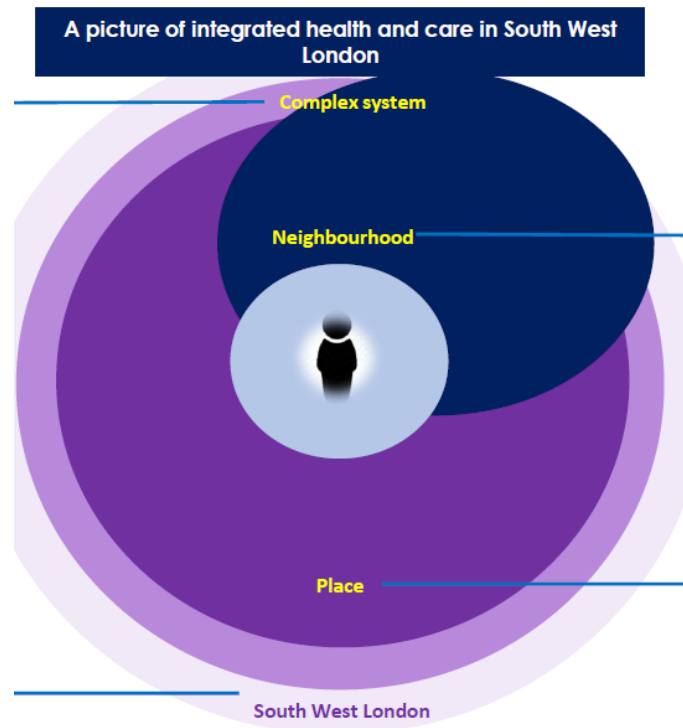 A picture of integrated health and care in South West
London
Complex system
Neighbourhood
Place
South West London